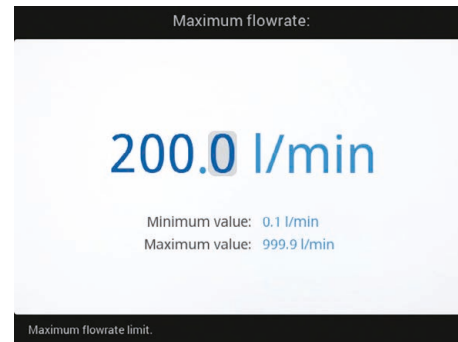 Maximum flowrate:
200.0 l/min
Minimum value: 0.1 l/min
Maximum value: 999.9 l/min
Maximum flowrate limit.